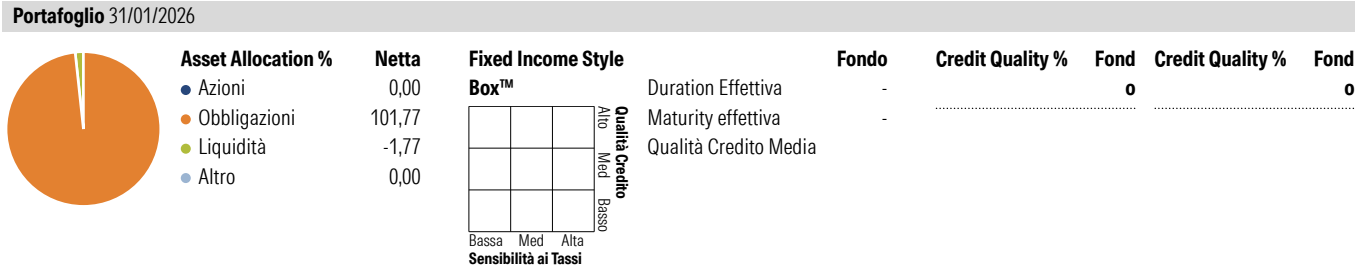 Portafoglio 31/01/2026
Asset Allocation % Netta
Azioni 0,00
Obbligazioni 101,77
Liquidità -1,77
Altro 0,00
Fixed Income Style
Box™
Alto
Med
Basso
Qualità Credito
Bassa Med Alta
Sensibilità ai Tassi
Fondo
Duration Effettiva -
Maturity effettiva -
Qualità Credito Media
Credit Quality % Fond Credit Quality % Fond
o o